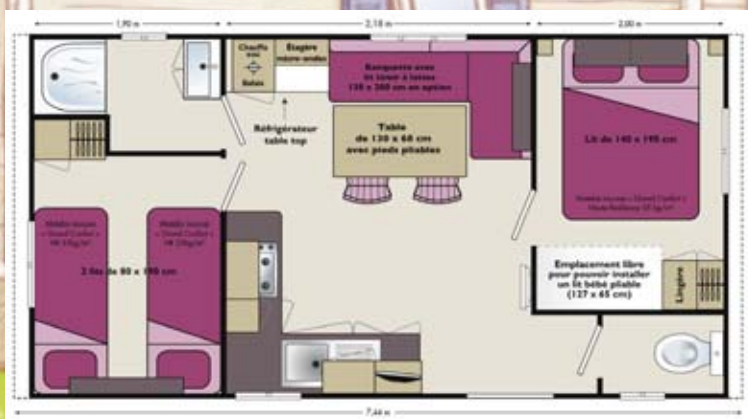 1,90 m
2,18 m
2,00 m
Chauffe
eau
Balais
Étagère
micro-ondes
Banquette avec
lit tiroir à lattes
130 x 200 cm en option
Réfrigérateur
table top
Table
de 130 x 68 cm
avec pieds pliables
Lit de 140 x 190 cm
2 lits de 80 x 190 cm
Emplacement libre
pour pouvoir installer
un lit bébé pliable
(127 x 65 cm)
Lingère
7,44 m